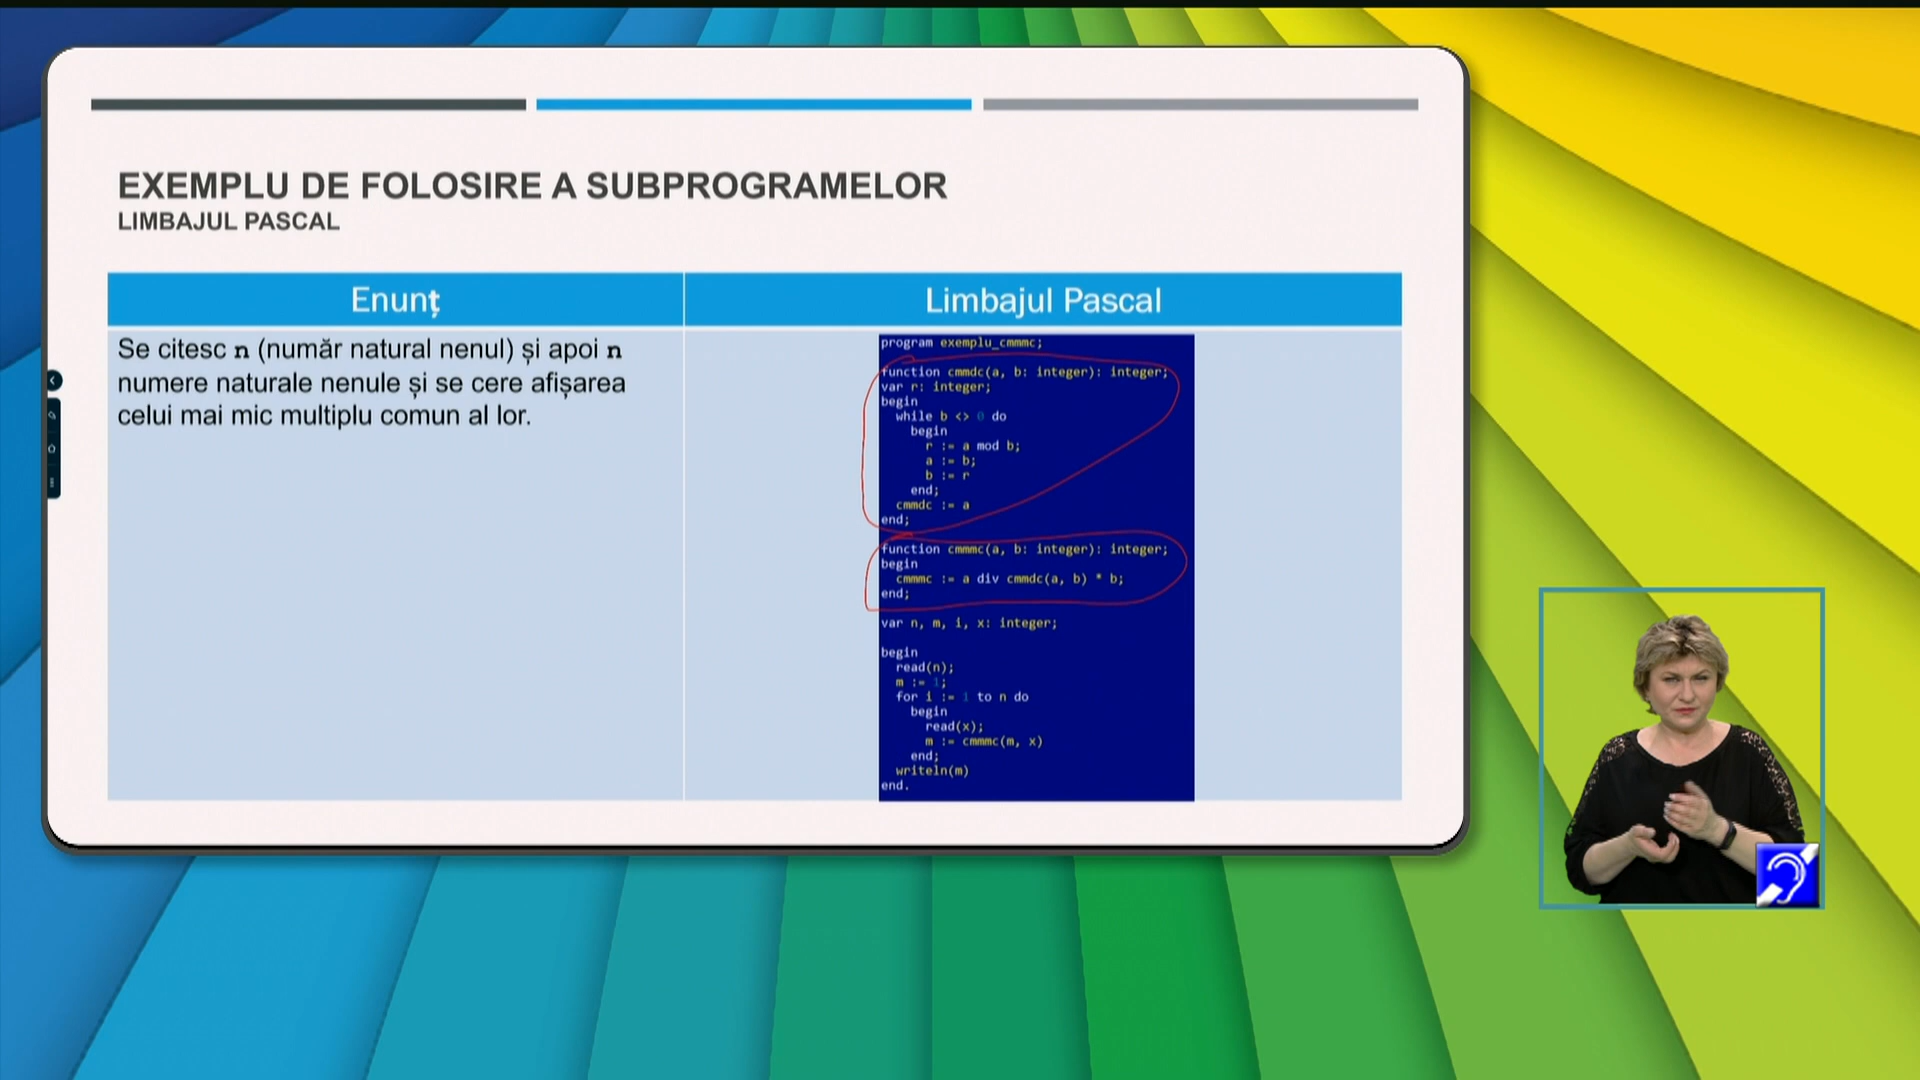 EXEMPLU DE FOLOSIRE A SUBPROGRAMELOR
LIMBAJUL PASCAL
Enunț
Limbajul Pascal
Se citesc n (număr natural nenul) și apoi n
numere naturale nenule și se cere afișarea
celui mai mic multiplu comun al lor.
program exemplu_cmmmc;
function cmmdc(a, b: integer): integer;
var r: integer;
begin
while b <> 0 do
begin
r := a mod b;
a := b;
b := r
end;
cmmdc := a
end;
function cmmmc(a, b: integer): integer;
begin
cmmmc := a div cmmdc(a, b) * b;
end;
var n, m, i, x: integer;
begin
read(n);
m := 1;
for i := 1 to n do
begin
read(x);
m := cmmmc(m, x)
end;
writeln(m)
end.